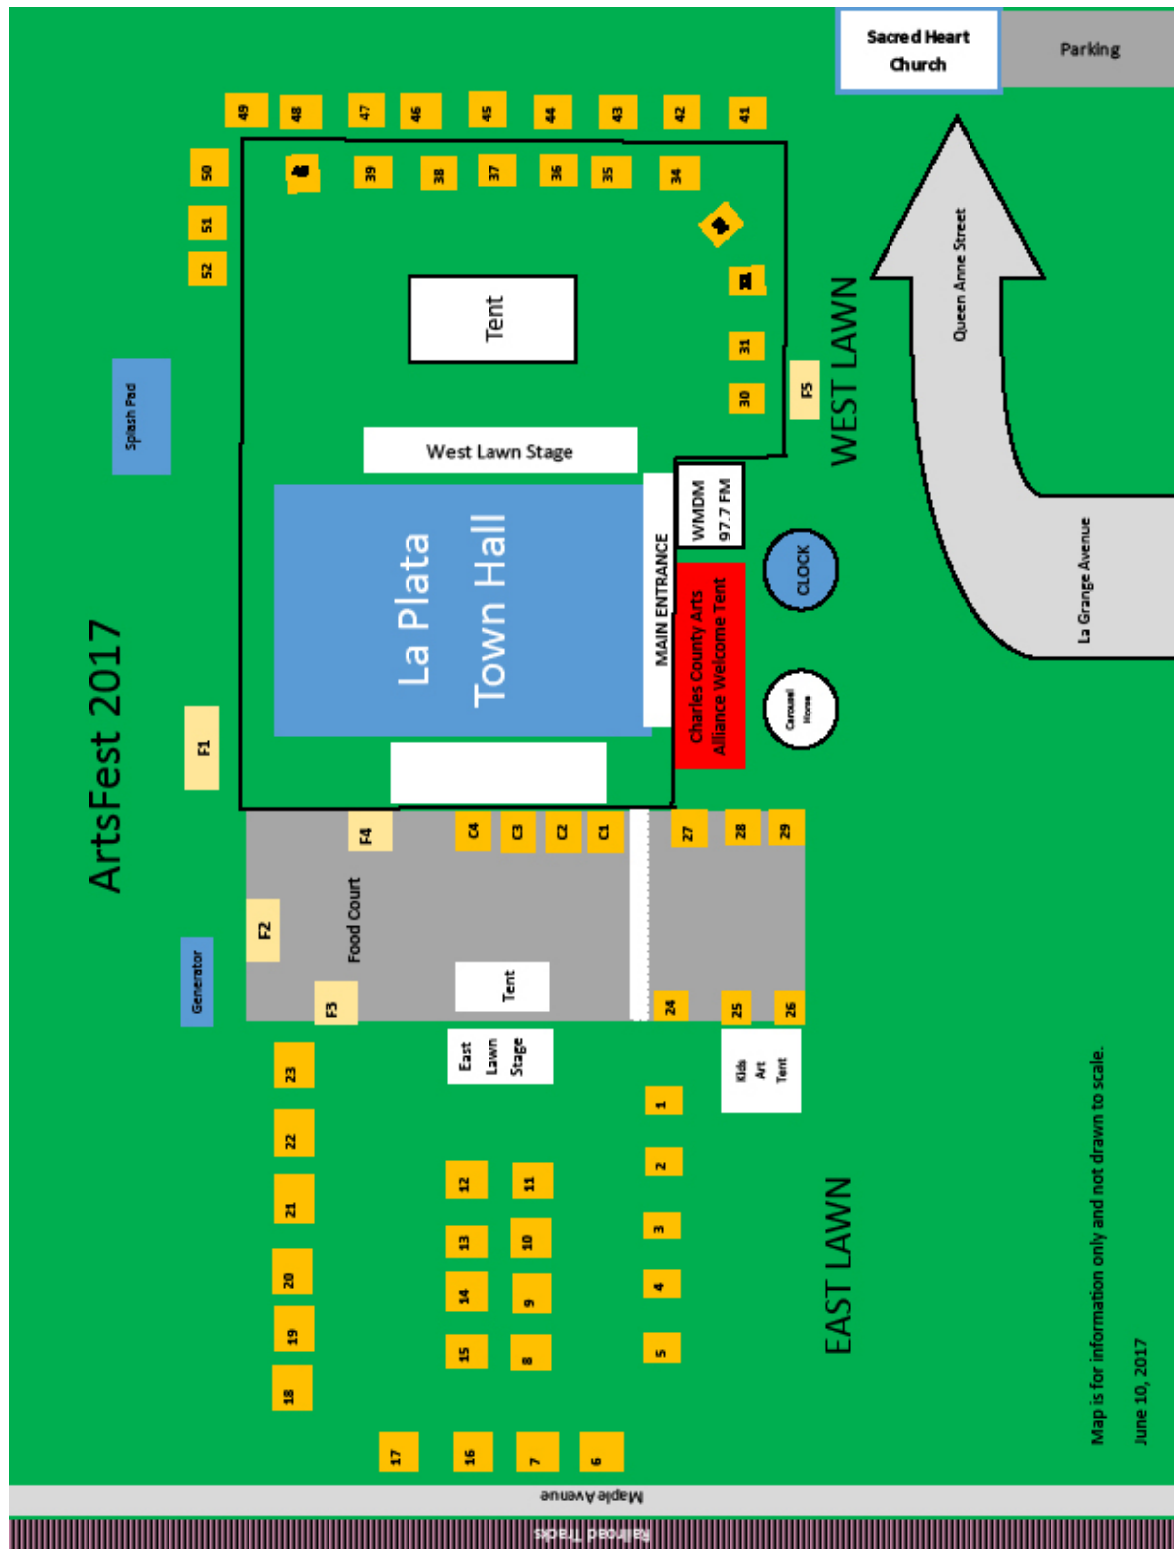 ArtsFest 2017
Sacred Heart
Church
Parking
Queen Anne Street
La Grange Avenue
WEST LAWN
EAST LAWN
49
48
47
46
45
44
43
42
41
50
51
52
39
38
37
36
35
34
31
30
F5
Tent
Splash Pad
West Lawn Stage
La Plata
Town Hall
MAIN ENTRANCE
WMDM
97.7 FM
Charles County Arts
Alliance Welcome Tent
CLOCK
Carousel
Horse
F1
F4
C4
C3
C2
C1
27
28
29
F2
Food Court
Generator
F3
Tent
24
25
26
East
Lawn
Stage
Kids
Art
Tent
23
22
21
20
19
18
12
11
13
10
14
9
15
8
1
2
3
4
5
17
16
7
6
Maple Avenue
Railroad Tracks
Map is for information only and not drawn to scale.
June 10, 2017